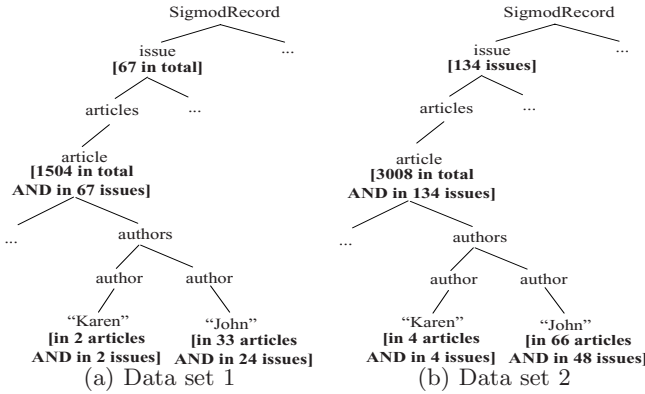 SigmodRecord
issue
[67 in total]
...
articles
...
article
[1504 in total
AND in 67 issues]
...
authors
author
author
“Karen”
[in 2 articles
AND in 2 issues]
“John”
[in 33 articles
AND in 24 issues]
(a) Data set 1
SigmodRecord
issue
[134 issues]
...
articles
...
article
[3008 in total
AND in 134 issues]
...
authors
author
author
“Karen”
[in 4 articles
AND in 4 issues]
“John”
[in 66 articles
AND in 48 issues]
(b) Data set 2